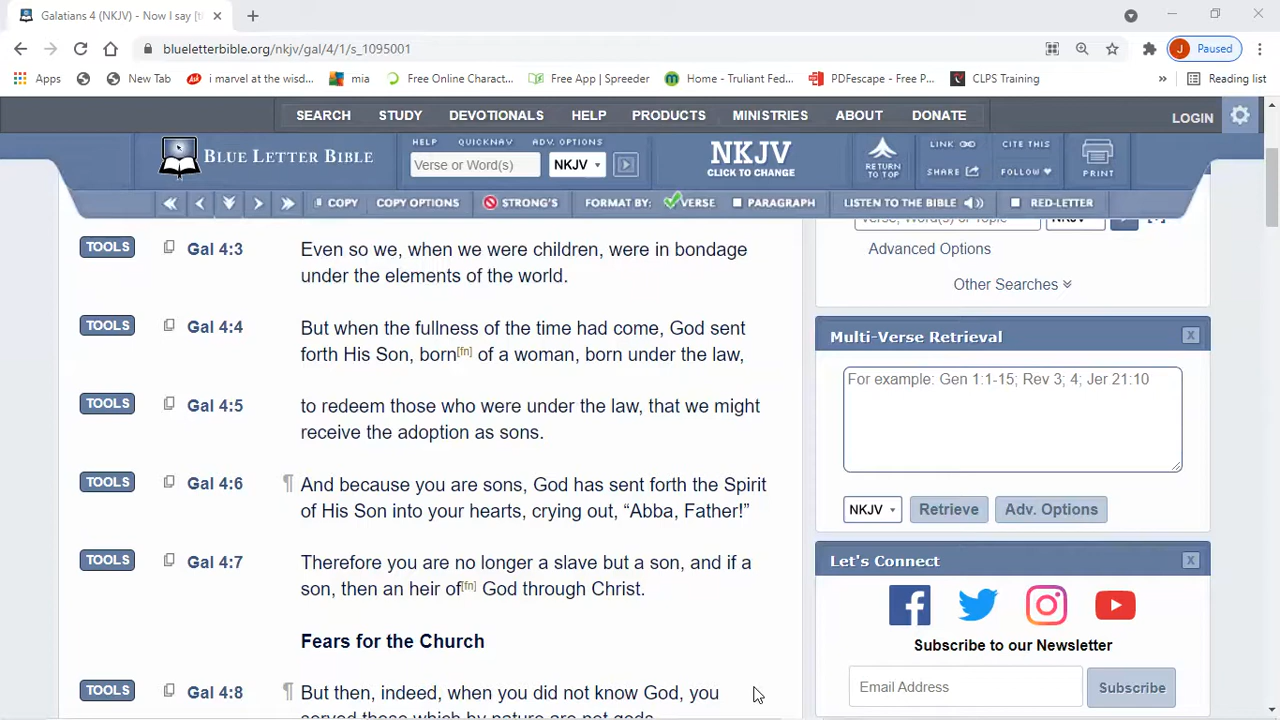 Galatians 4 (NKJV) - Now I say [t
blueletterbible.org/nkjv/gal/4/1/s_1095001
J Paused
Apps New Tab i marvel at the wisd... mia Free Online Charact... Free App | Spreeder Home - Truliant Fed... PDFescape - Free P... CLPS Training » Reading list
SEARCH STUDY DEVOTIONALS HELP PRODUCTS MINISTRIES ABOUT DONATE LOGIN
BLUE LETTER BIBLE
HELP QUICKNAV ADV. OPTIONS
Verse or Word(s) NKJV
NKJV
CLICK TO CHANGE
RETURN
TO TOP
LINK CITE THIS
SHARE FOLLOW
PRINT
COPY COPY OPTIONS STRONG'S FORMAT BY: VERSE PARAGRAPH LISTEN TO THE BIBLE RED-LETTER
TOOLS Gal 4:3 Even so we, when we were children, were in bondage
under the elements of the world.
TOOLS Gal 4:4 But when the fullness of the time had come, God sent
forth His Son, born[fn] of a woman, born under the law,
TOOLS Gal 4:5 to redeem those who were under the law, that we might
receive the adoption as sons.
TOOLS Gal 4:6 ¶ And because you are sons, God has sent forth the Spirit
of His Son into your hearts, crying out, “Abba, Father!”
TOOLS Gal 4:7 Therefore you are no longer a slave but a son, and if a
son, then an heir of[fn] God through Christ.
Fears for the Church
TOOLS Gal 4:8 ¶ But then, indeed, when you did not know God, you
served those which by nature are not gods.
Verse, Word(s) or Topic NKJV
Advanced Options
Other Searches
Multi-Verse Retrieval X
For example: Gen 1:1-15; Rev 3; 4; Jer 21:10
NKJV Retrieve Adv. Options
Let's Connect X
Subscribe to our Newsletter
Email Address Subscribe